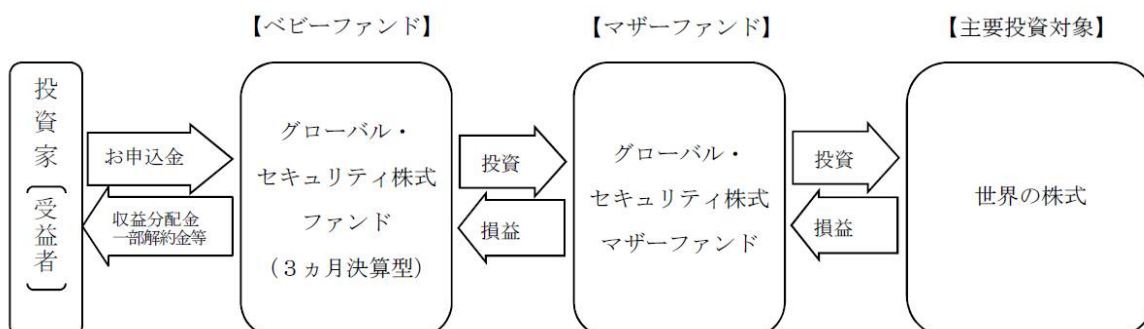 【ベビーファンド】
【マザーファンド】
【主要投資対象】
投資家（受益者）
お申込金
収益分配金
一部解約金等
グローバル・
セキュリティ株式
ファンド
（３ヵ月決算型）
投資
損益
グローバル・
セキュリティ株式
マザーファンド
投資
損益
世界の株式